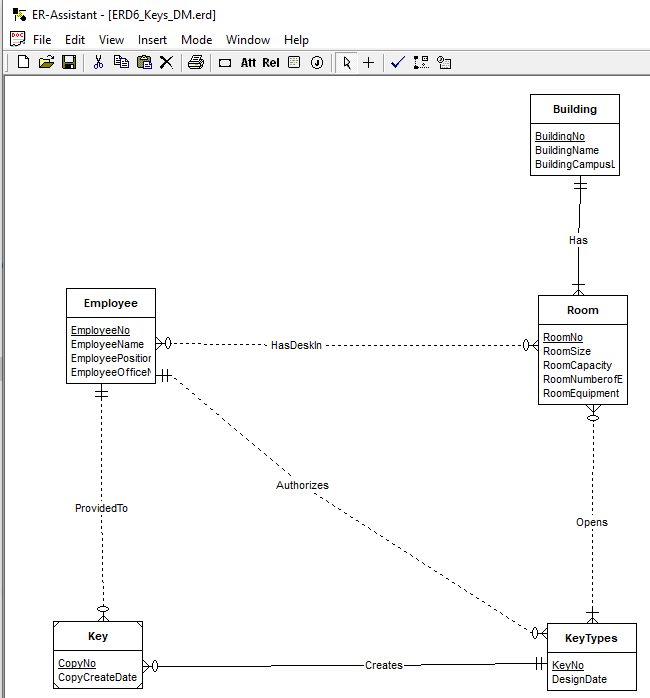 ER-Assistant - [ERD6_Keys_DM.erd]
File Edit View Insert Mode Window Help
Att Rel
Building
BuildingNo
BuildingName
BuildingCampusL
Has
Employee
EmployeeNo
EmployeeName
EmployeePosition
EmployeeOfficeN
HasDeskIn
Room
RoomNo
RoomSize
RoomCapacity
RoomNumberofE
RoomEquipment
Authorizes
ProvidedTo
Opens
Key
CopyNo
CopyCreateDate
Creates
KeyTypes
KeyNo
DesignDate